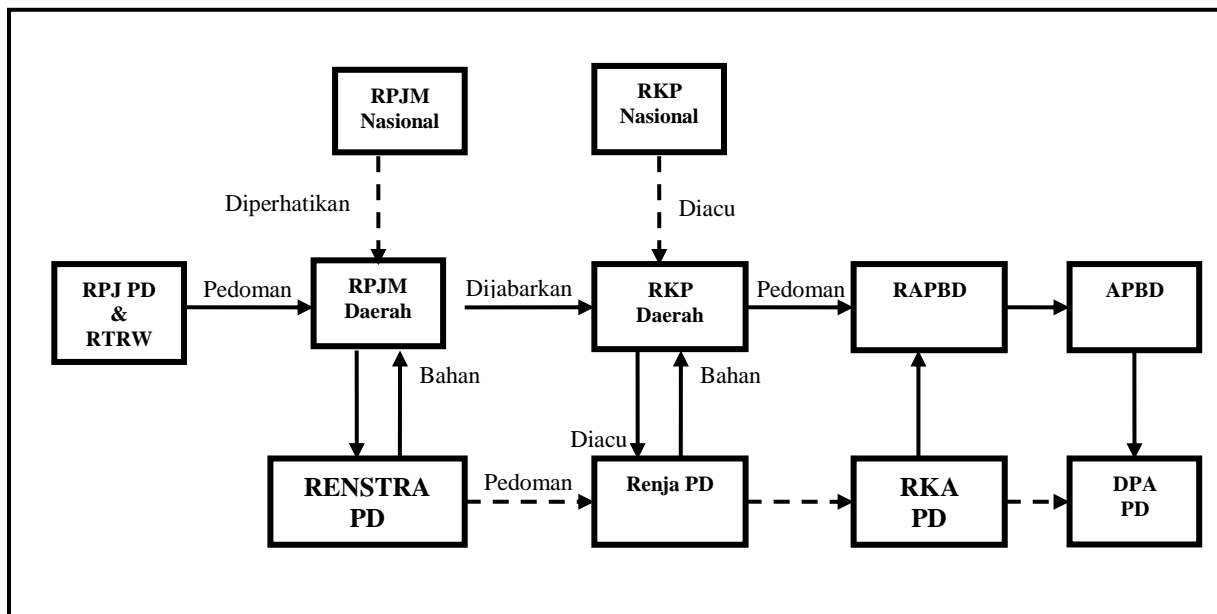 RPJM
Nasional
RKP
Nasional
Diperhatikan
Diacu
RPJ PD
&
RTRW
Pedoman
RPJM
Daerah
Dijabarkan
RKP
Daerah
Pedoman
RAPBD
APBD
Bahan
Bahan
Diacu
RENSTRA
PD
Pedoman
Renja PD
RKA
PD
DPA
PD